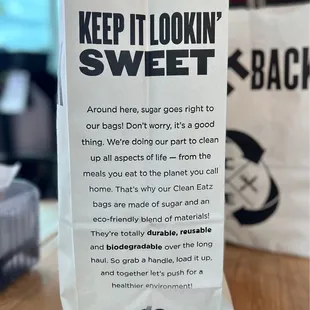 KEEP IT LOOKIN'
SWEET
BACK
Around here, sugar goes right to
our bags! Don't worry, it's a good
thing. We're doing our part to clean
up all aspects of life — from the
meals you eat to the planet you call
home. That's why our Clean Eatz
bags are made of sugar and an
eco-friendly blend of materials!
They're totally durable, reusable
and biodegradable over the long
haul. So grab a handle, load it up,
and together let's push for a
healthier environment!